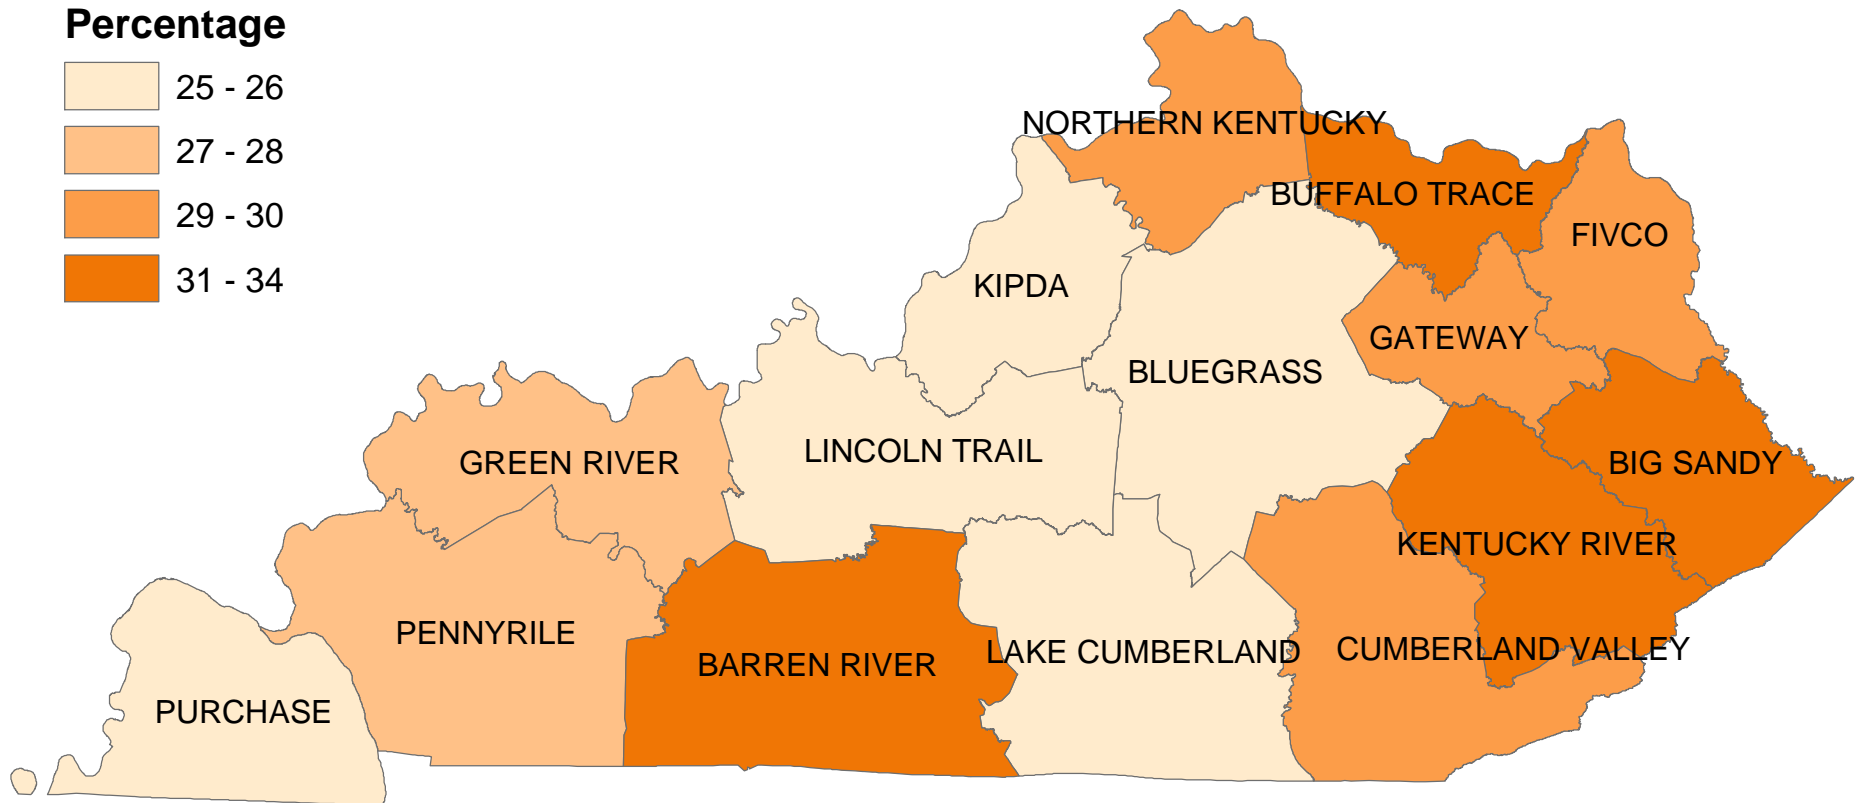 Percentage
25 - 26
27 - 28
29 - 30
31 - 34
NORTHERN KENTUCKY
BUFFALO TRACE
FIVCO
KIPDA
GATEWAY
BLUEGRASS
LINCOLN TRAIL
GREEN RIVER
BIG SANDY
KENTUCKY RIVER
PENNYRILE
BARREN RIVER
LAKE CUMBERLAND
CUMBERLAND VALLEY
PURCHASE